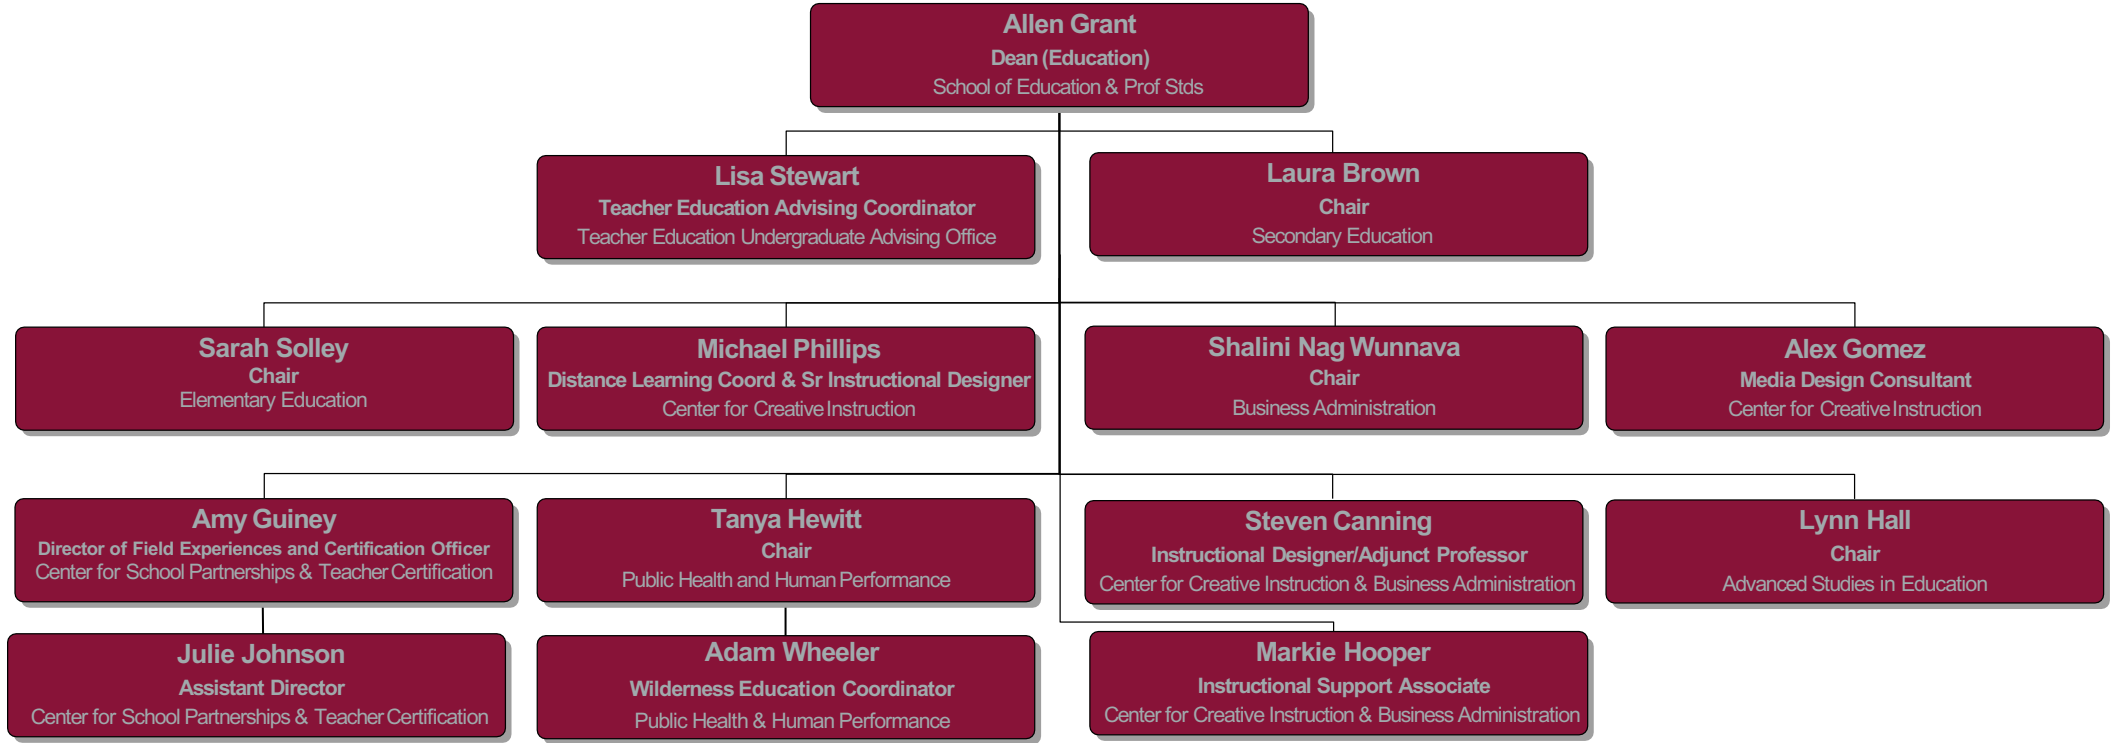 Allen Grant
Dean (Education)
School of Education & Prof Stds
Lisa Stewart
Teacher Education Advising Coordinator
Teacher Education Undergraduate Advising Office
Laura Brown
Chair
Secondary Education
Sarah Solley
Chair
Elementary Education
Michael Phillips
Distance Learning Coord & Sr Instructional Designer
Center for Creative Instruction
Shalini Nag Wunnava
Chair
Business Administration
Alex Gomez
Media Design Consultant
Center for Creative Instruction
Amy Guiney
Director of Field Experiences and Certification Officer
Center for School Partnerships & Teacher Certification
Tanya Hewitt
Chair
Public Health and Human Performance
Steven Canning
Instructional Designer/Adjunct Professor
Center for Creative Instruction & Business Administration
Lynn Hall
Chair
Advanced Studies in Education
Julie Johnson
Assistant Director
Center for School Partnerships & Teacher Certification
Adam Wheeler
Wilderness Education Coordinator
Public Health & Human Performance
Markie Hooper
Instructional Support Associate
Center for Creative Instruction & Business Administration